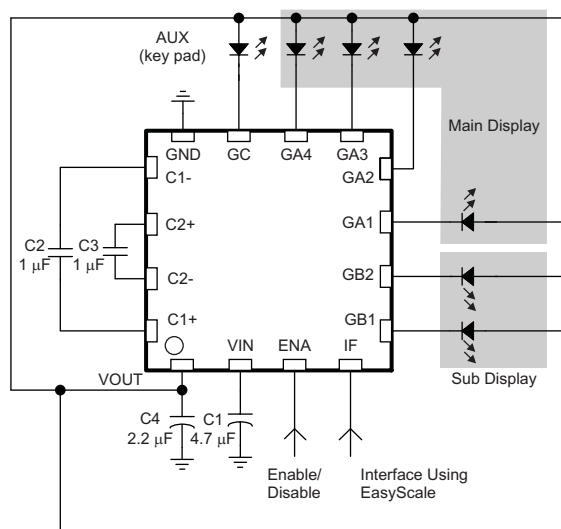 AUX
(key pad)
Main Display
GND
GC
GA4
GA3
C1-
GA2
C2+
GA1
C2
1 µF
C3
1 µF
C2-
GB2
C1+
GB1
VIN
ENA
IF
VOUT
Sub Display
C4
2.2 µF
C1
4.7 µF
Enable/
Disable
Interface Using
EasyScale